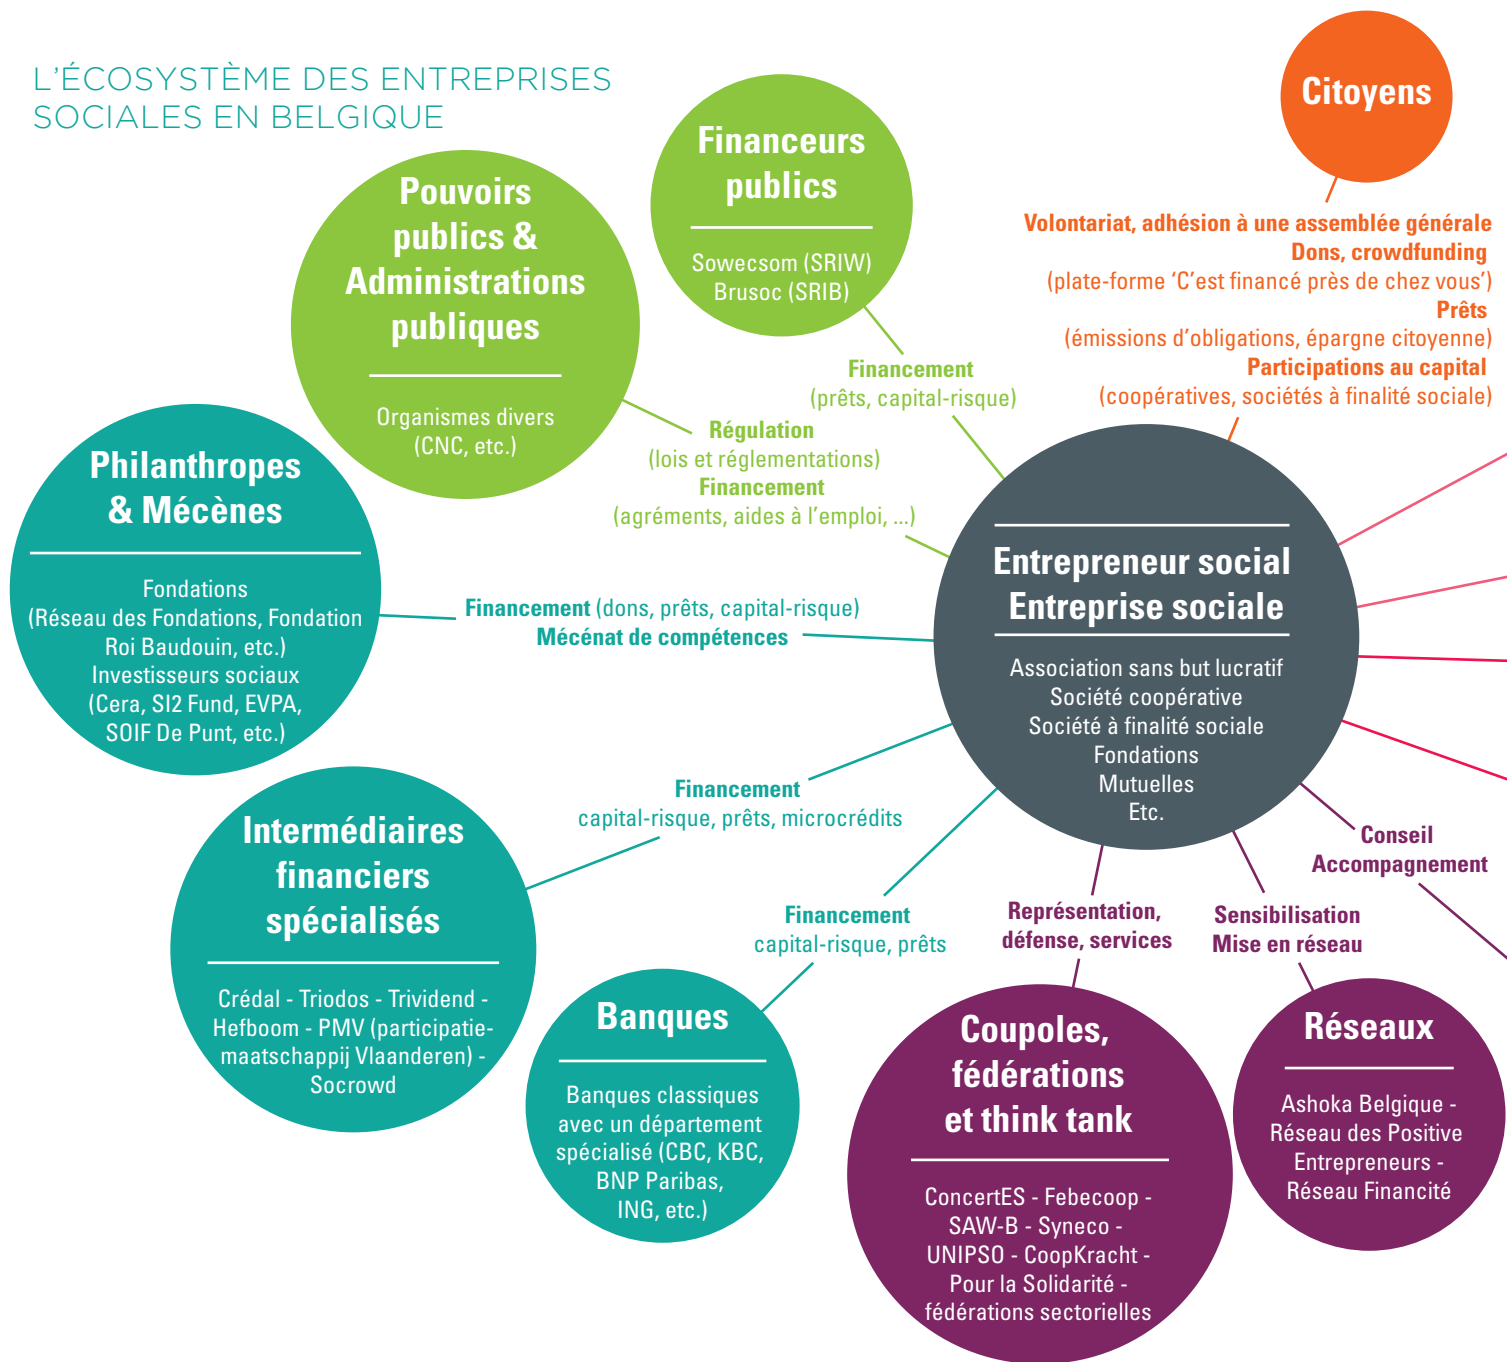 L'ÉCOSYSTÈME DES ENTREPRISES
SOCIALES EN BELGIQUE
Citoyens
Volontariat, adhésion à une assemblée générale
Dons, crowdfunding
(plate-forme ‘C'est financé près de chez vous’)
Prêts
(émissions d'obligations, épargne citoyenne)
Participations au capital
(coopératives, sociétés à finalité sociale)
Financeurs
publics
Sowecsom (SRIW)
Brusoc (SRIB)
Financement
(prêts, capital-risque)
Pouvoirs
publics &
Administrations
publiques
Organismes divers
(CNC, etc.)
Régulation
(lois et réglementations)
Financement
(agréments, aides à l'emploi, ...)
Philanthropes
& Mécènes
Fondations
(Réseau des Fondations, Fondation
Roi Baudouin, etc.)
Investisseurs sociaux
(Cera, SI2 Fund, EVPA,
SOIF De Punt, etc.)
Financement (dons, prêts, capital-risque)
Mécénat de compétences
Entrepreneur social
Entreprise sociale
Association sans but lucratif
Société coopérative
Société à finalité sociale
Fondations
Mutuelles
Etc.
Intermédiaires
financiers
spécialisés
Crédal - Triodos - Trividend -
Hefboom - PMV (participatie-
maatschappij Vlaanderen) -
Socrowd
Financement
capital-risque, prêts, microcrédits
Banques
Banques classiques
avec un département
spécialisé (CBC, KBC,
BNP Paribas,
ING, etc.)
Financement
capital-risque, prêts
Représentation,
défense, services
Coupoles,
fédérations
et think tank
ConcertES - Febecoop -
SAW-B - Syneco -
UNIPSO - CoopKracht -
Pour la Solidarité -
fédérations sectorielles
Sensibilisation
Mise en réseau
Réseaux
Ashoka Belgique -
Réseau des Positive
Entrepreneurs -
Réseau Financité
Conseil
Accompagnement